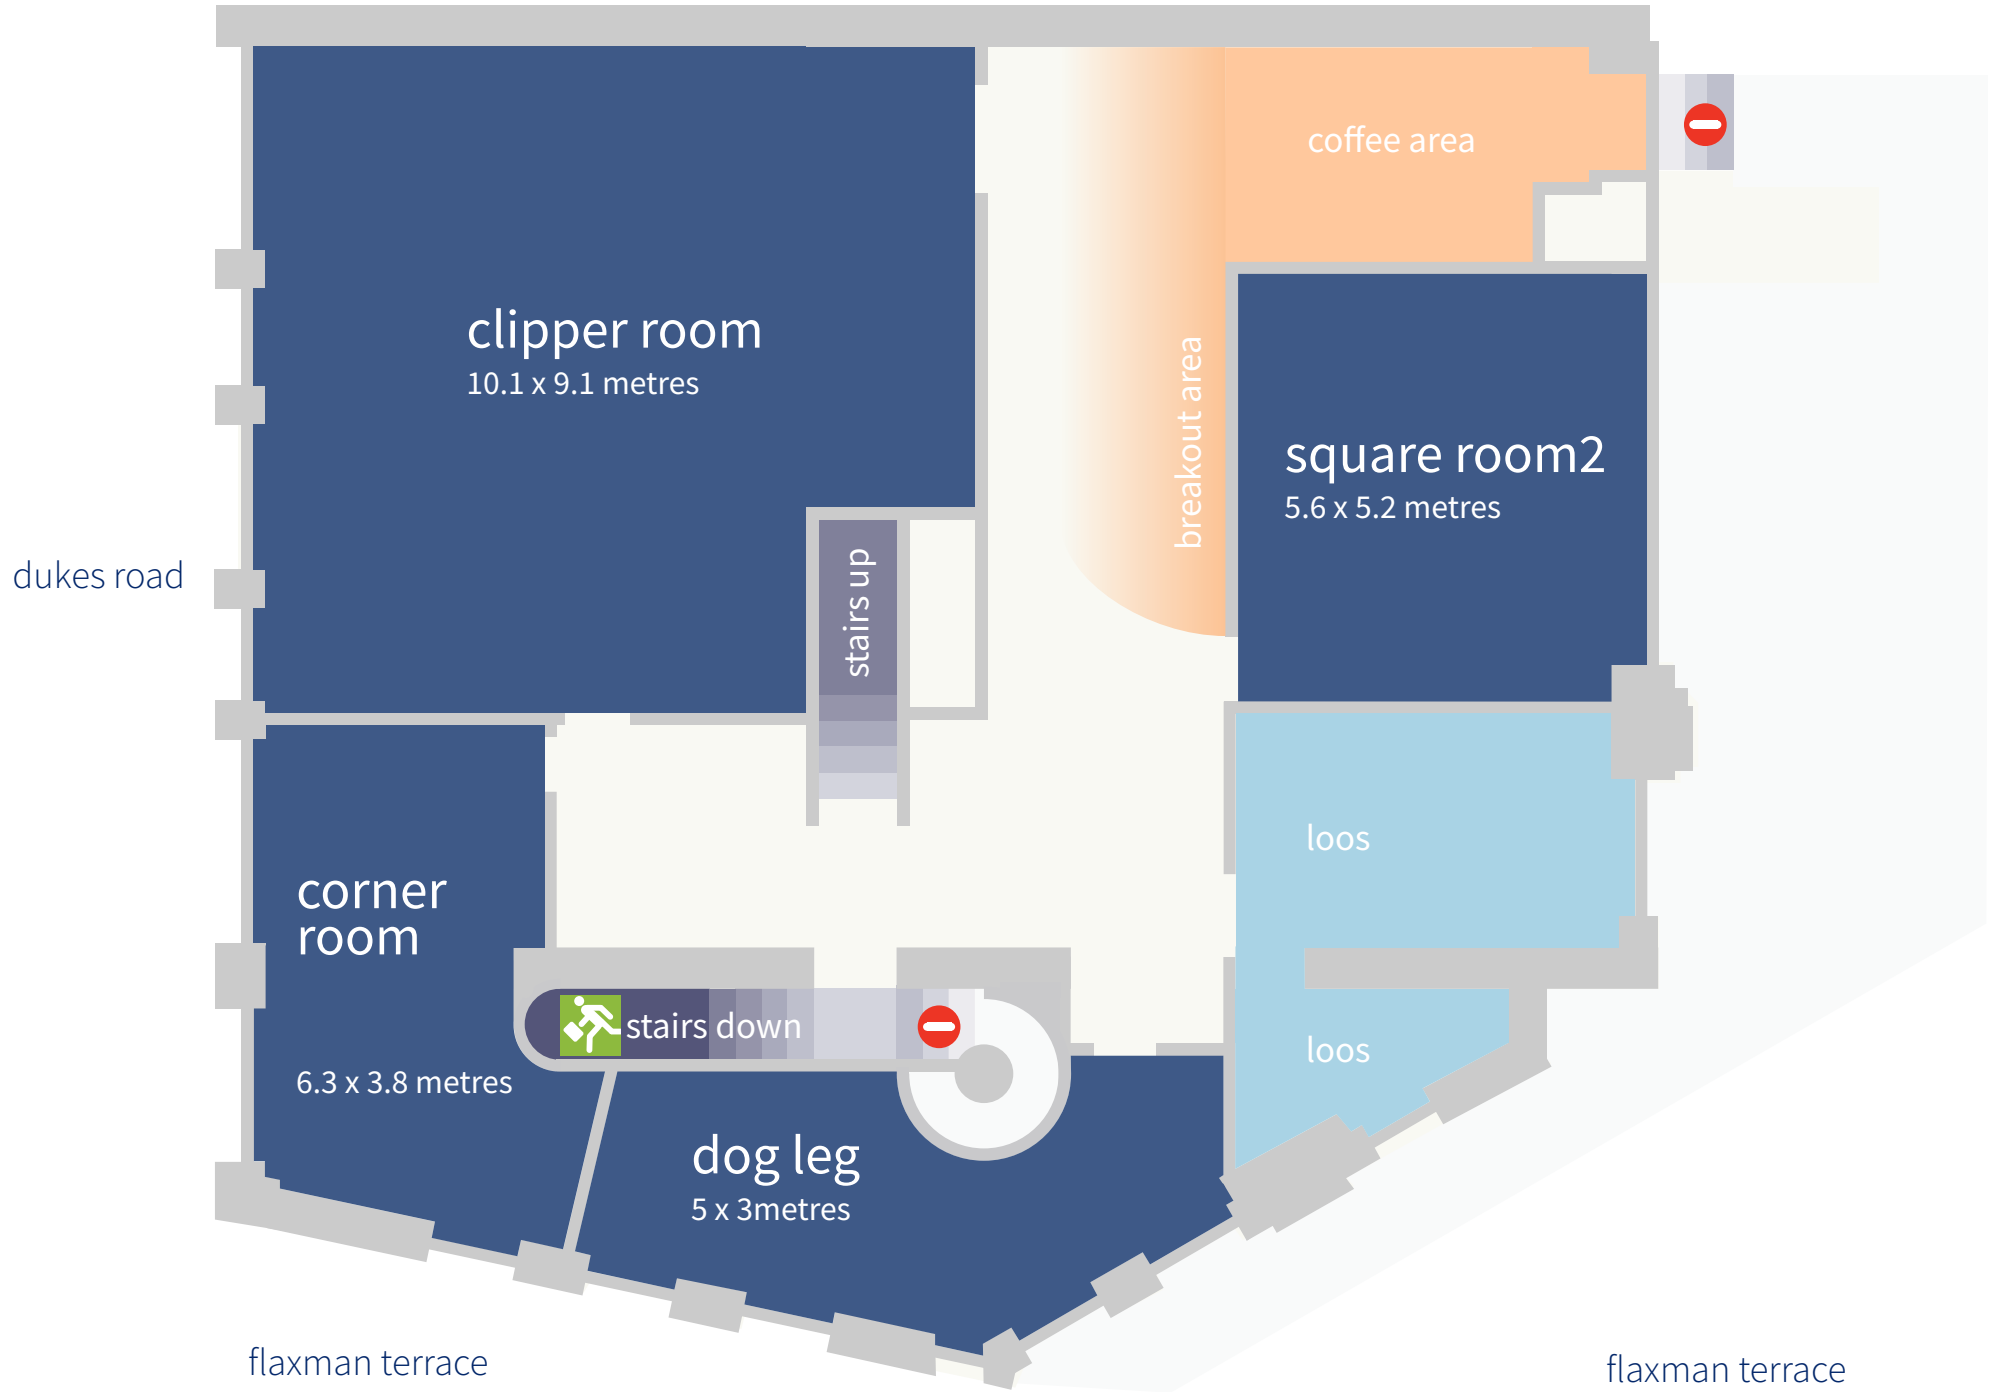 coffee area
clipper room
10.1 x 9.1 metres
breakout area
square room2
5.6 x 5.2 metres
dukes road
stairs up
loos
corner
room
6.3 x 3.8 metres
stairs down
loos
dog leg
5 x 3metres
flaxman terrace
flaxman terrace